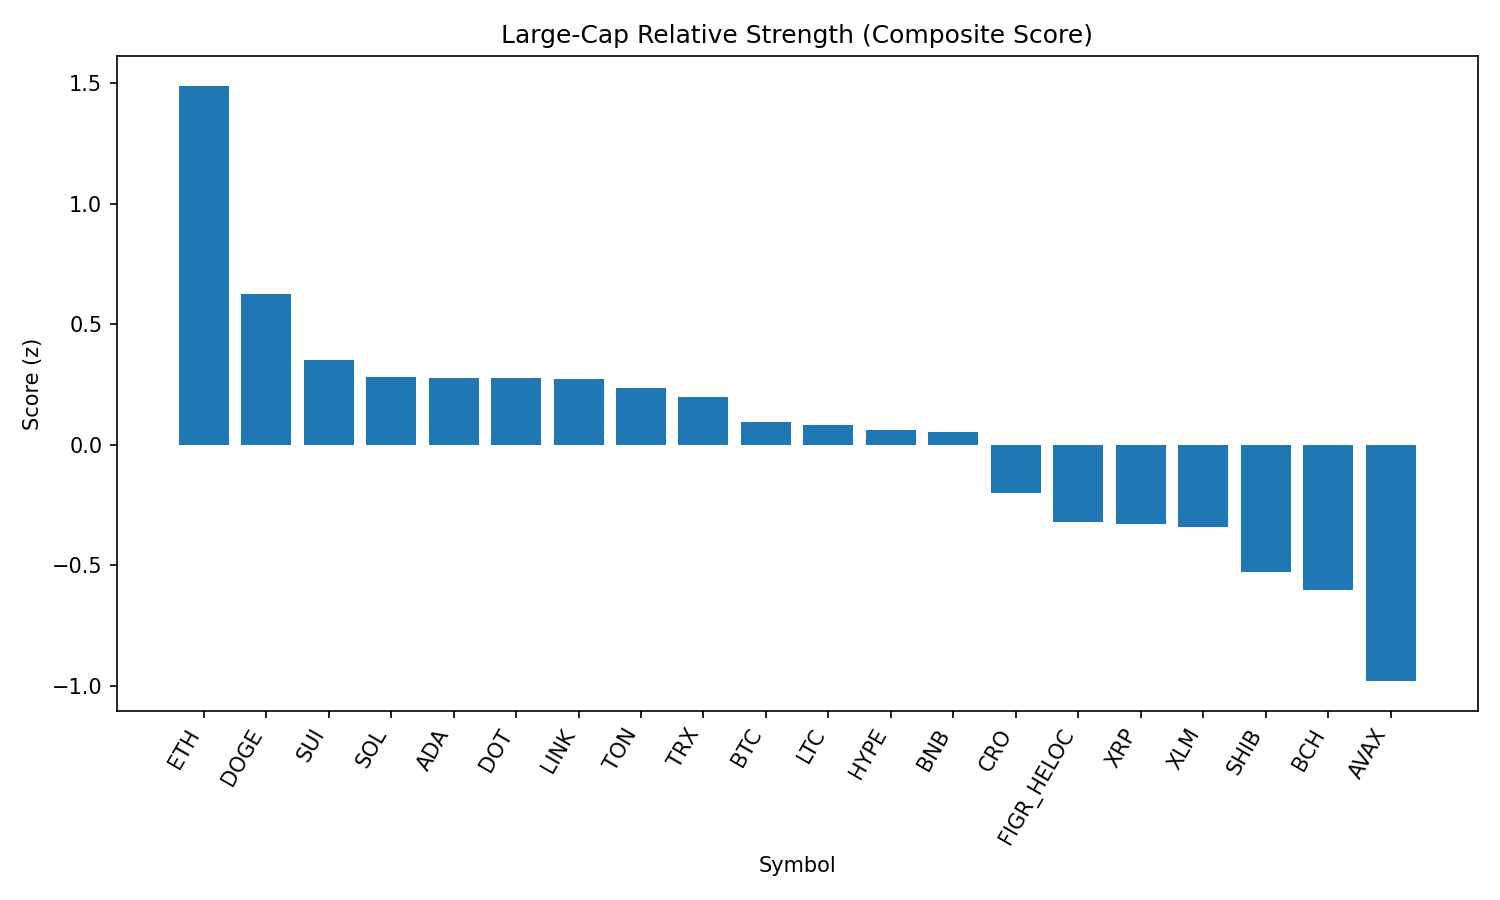 Large-Cap Relative Strength (Composite Score)
Score (z)
1.5
1.0
0.5
0.0
−0.5
−1.0
ETH
DOGE
SUI
SOL
ADA
DOT
LINK
TON
TRX
BTC
LTC
HYPE
BNB
CRO
FIGR_HELOC
XRP
XLM
SHIB
BCH
AVAX
Symbol